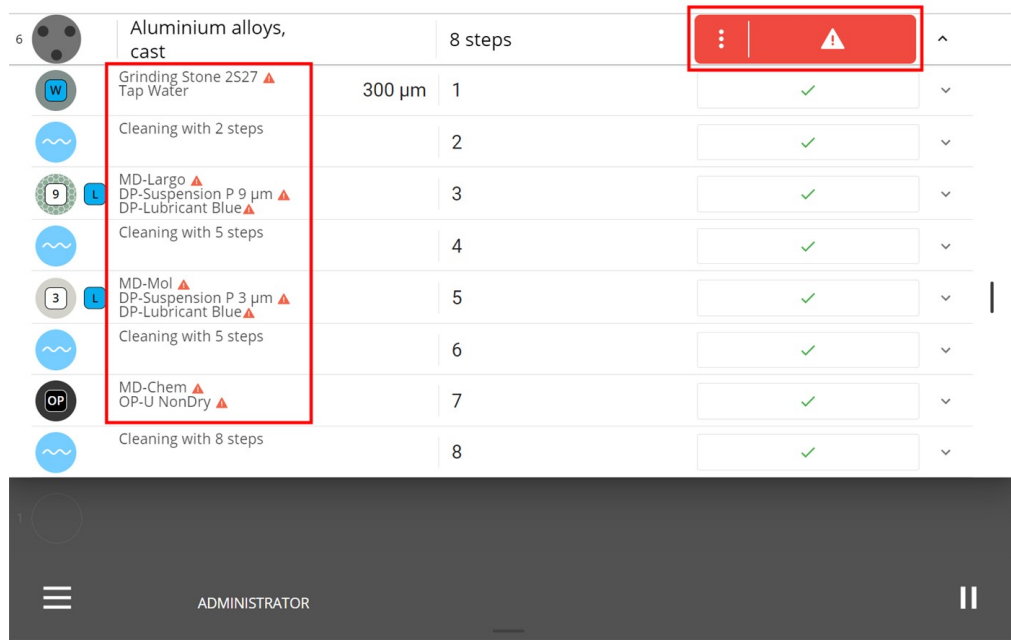 6
Aluminium alloys,
cast
8 steps
W
Grinding Stone 2S27
Tap Water
300 μm
1
Cleaning with 2 steps
2
9
L
MD-Largo
DP-Suspension P 9 μm
DP-Lubricant Blue
3
Cleaning with 5 steps
4
3
L
MD-Mol
DP-Suspension P 3 μm
DP-Lubricant Blue
5
Cleaning with 5 steps
6
OP
MD-Chem
OP-U NonDry
7
Cleaning with 8 steps
8
1
ADMINISTRATOR